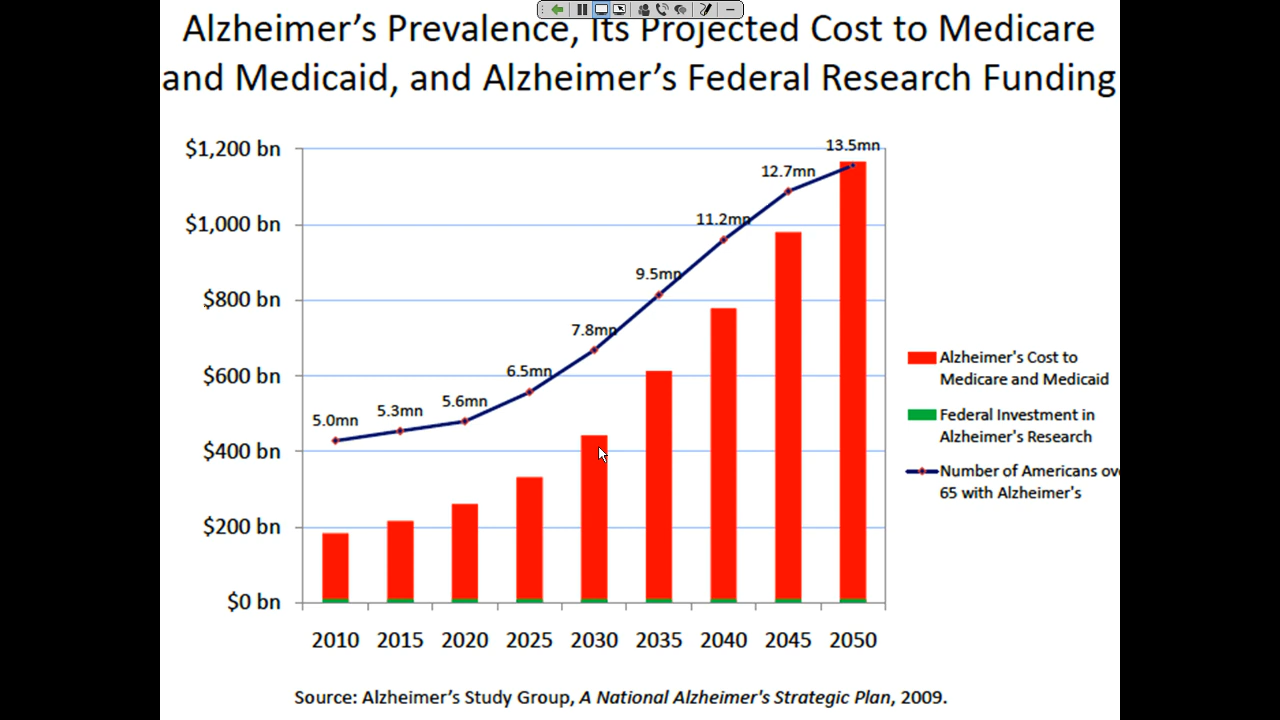 Alzheimer's Prevalence, Its Projected Cost to Medicare
and Medicaid, and Alzheimer's Federal Research Funding
$1,200 bn
$1,000 bn
$800 bn
$600 bn
$400 bn
$200 bn
$0 bn
5.0mn
5.3mn
5.6mn
6.5mn
7.8mn
9.5mn
11.2mn
12.7mn
13.5mn
2010 2015 2020 2025 2030 2035 2040 2045 2050
Alzheimer's Cost to
Medicare and Medicaid
Federal Investment in
Alzheimer's Research
Number of Americans ov
65 with Alzheimer's
Source: Alzheimer's Study Group, A National Alzheimer's Strategic Plan, 2009.